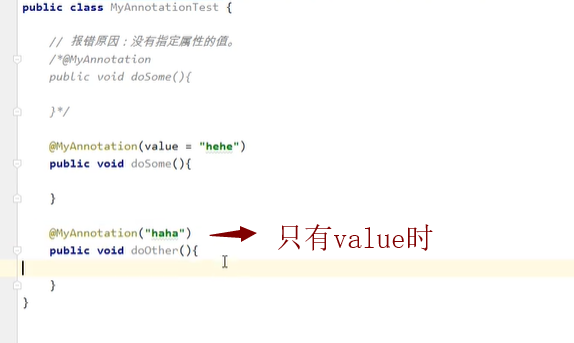 public class MyAnnotationTest {
// 报错原因：没有指定属性的值。
/*@MyAnnotation
public void doSome(){
}*/
@MyAnnotation(value = "hehe")
public void doSome(){
}
@MyAnnotation("haha")
只有value时
public void doOther(){
}
}